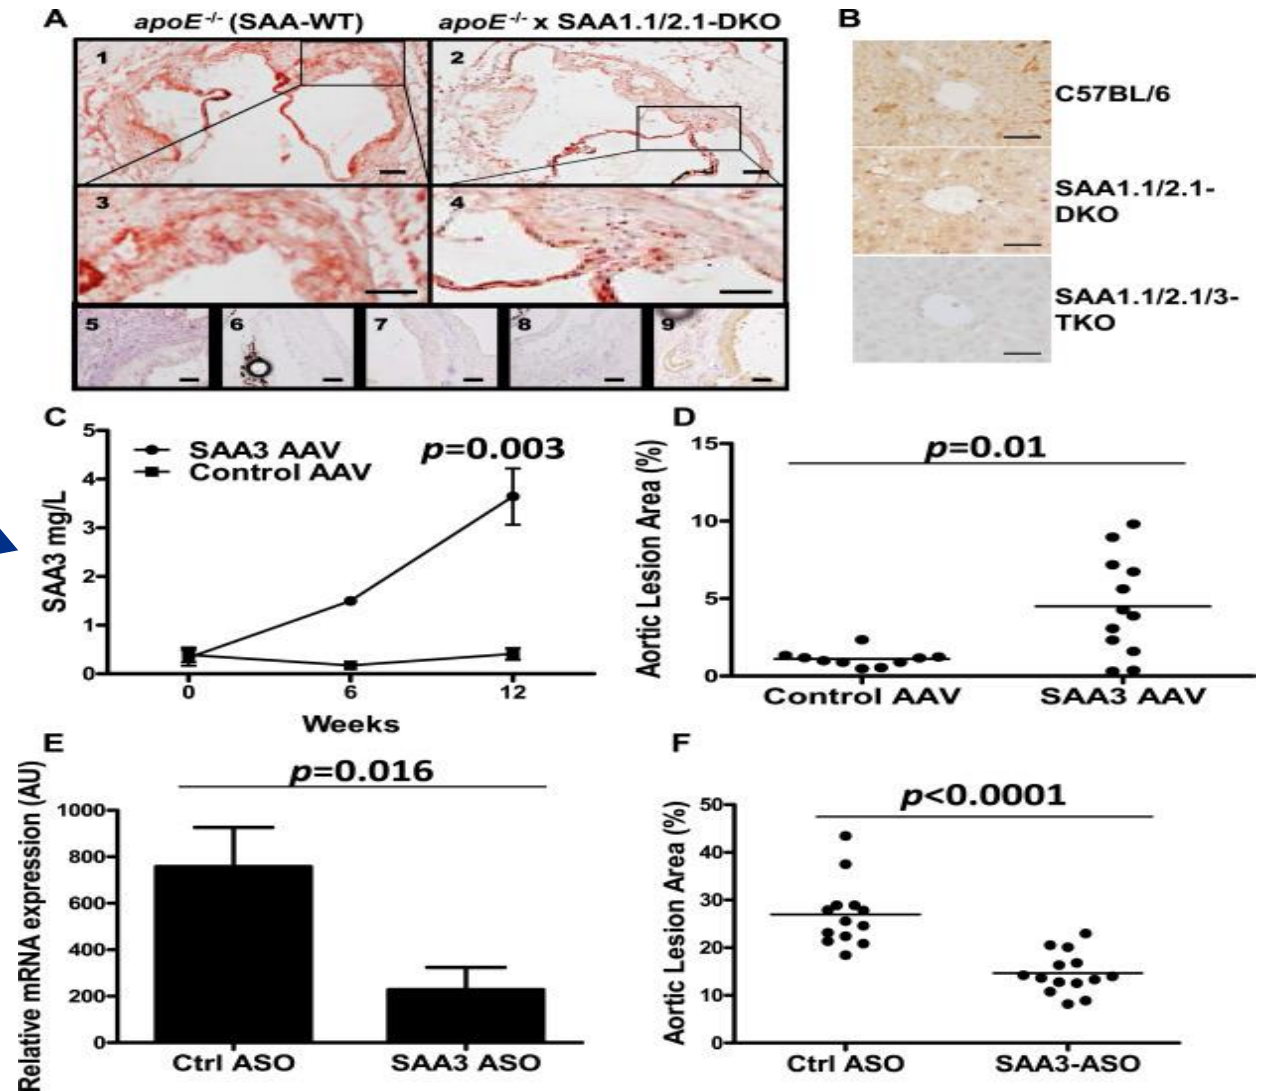 A
apoE-/- (SAA-WT)
apoE-/- x SAA1.1/2.1-DKO
1
2
3
4
5
6
7
8
9
B
C57BL/6
SAA1.1/2.1-
DKO
SAA1.1/2.1/3-
TKO
C
SAA3 mg/L
5
4
3
2
1
0
SAA3 AAV
Control AAV
p=0.003
0
6
12
Weeks
D
Aortic Lesion Area (%)
15
10
5
0
p=0.01
Control AAV
SAA3 AAV
E
Relative mRNA expression (AU)
1000
800
600
400
200
0
p=0.016
Ctrl ASO
SAA3 ASO
F
Aortic Lesion Area (%)
50
40
30
20
10
0
p<0.0001
Ctrl ASO
SAA3-ASO